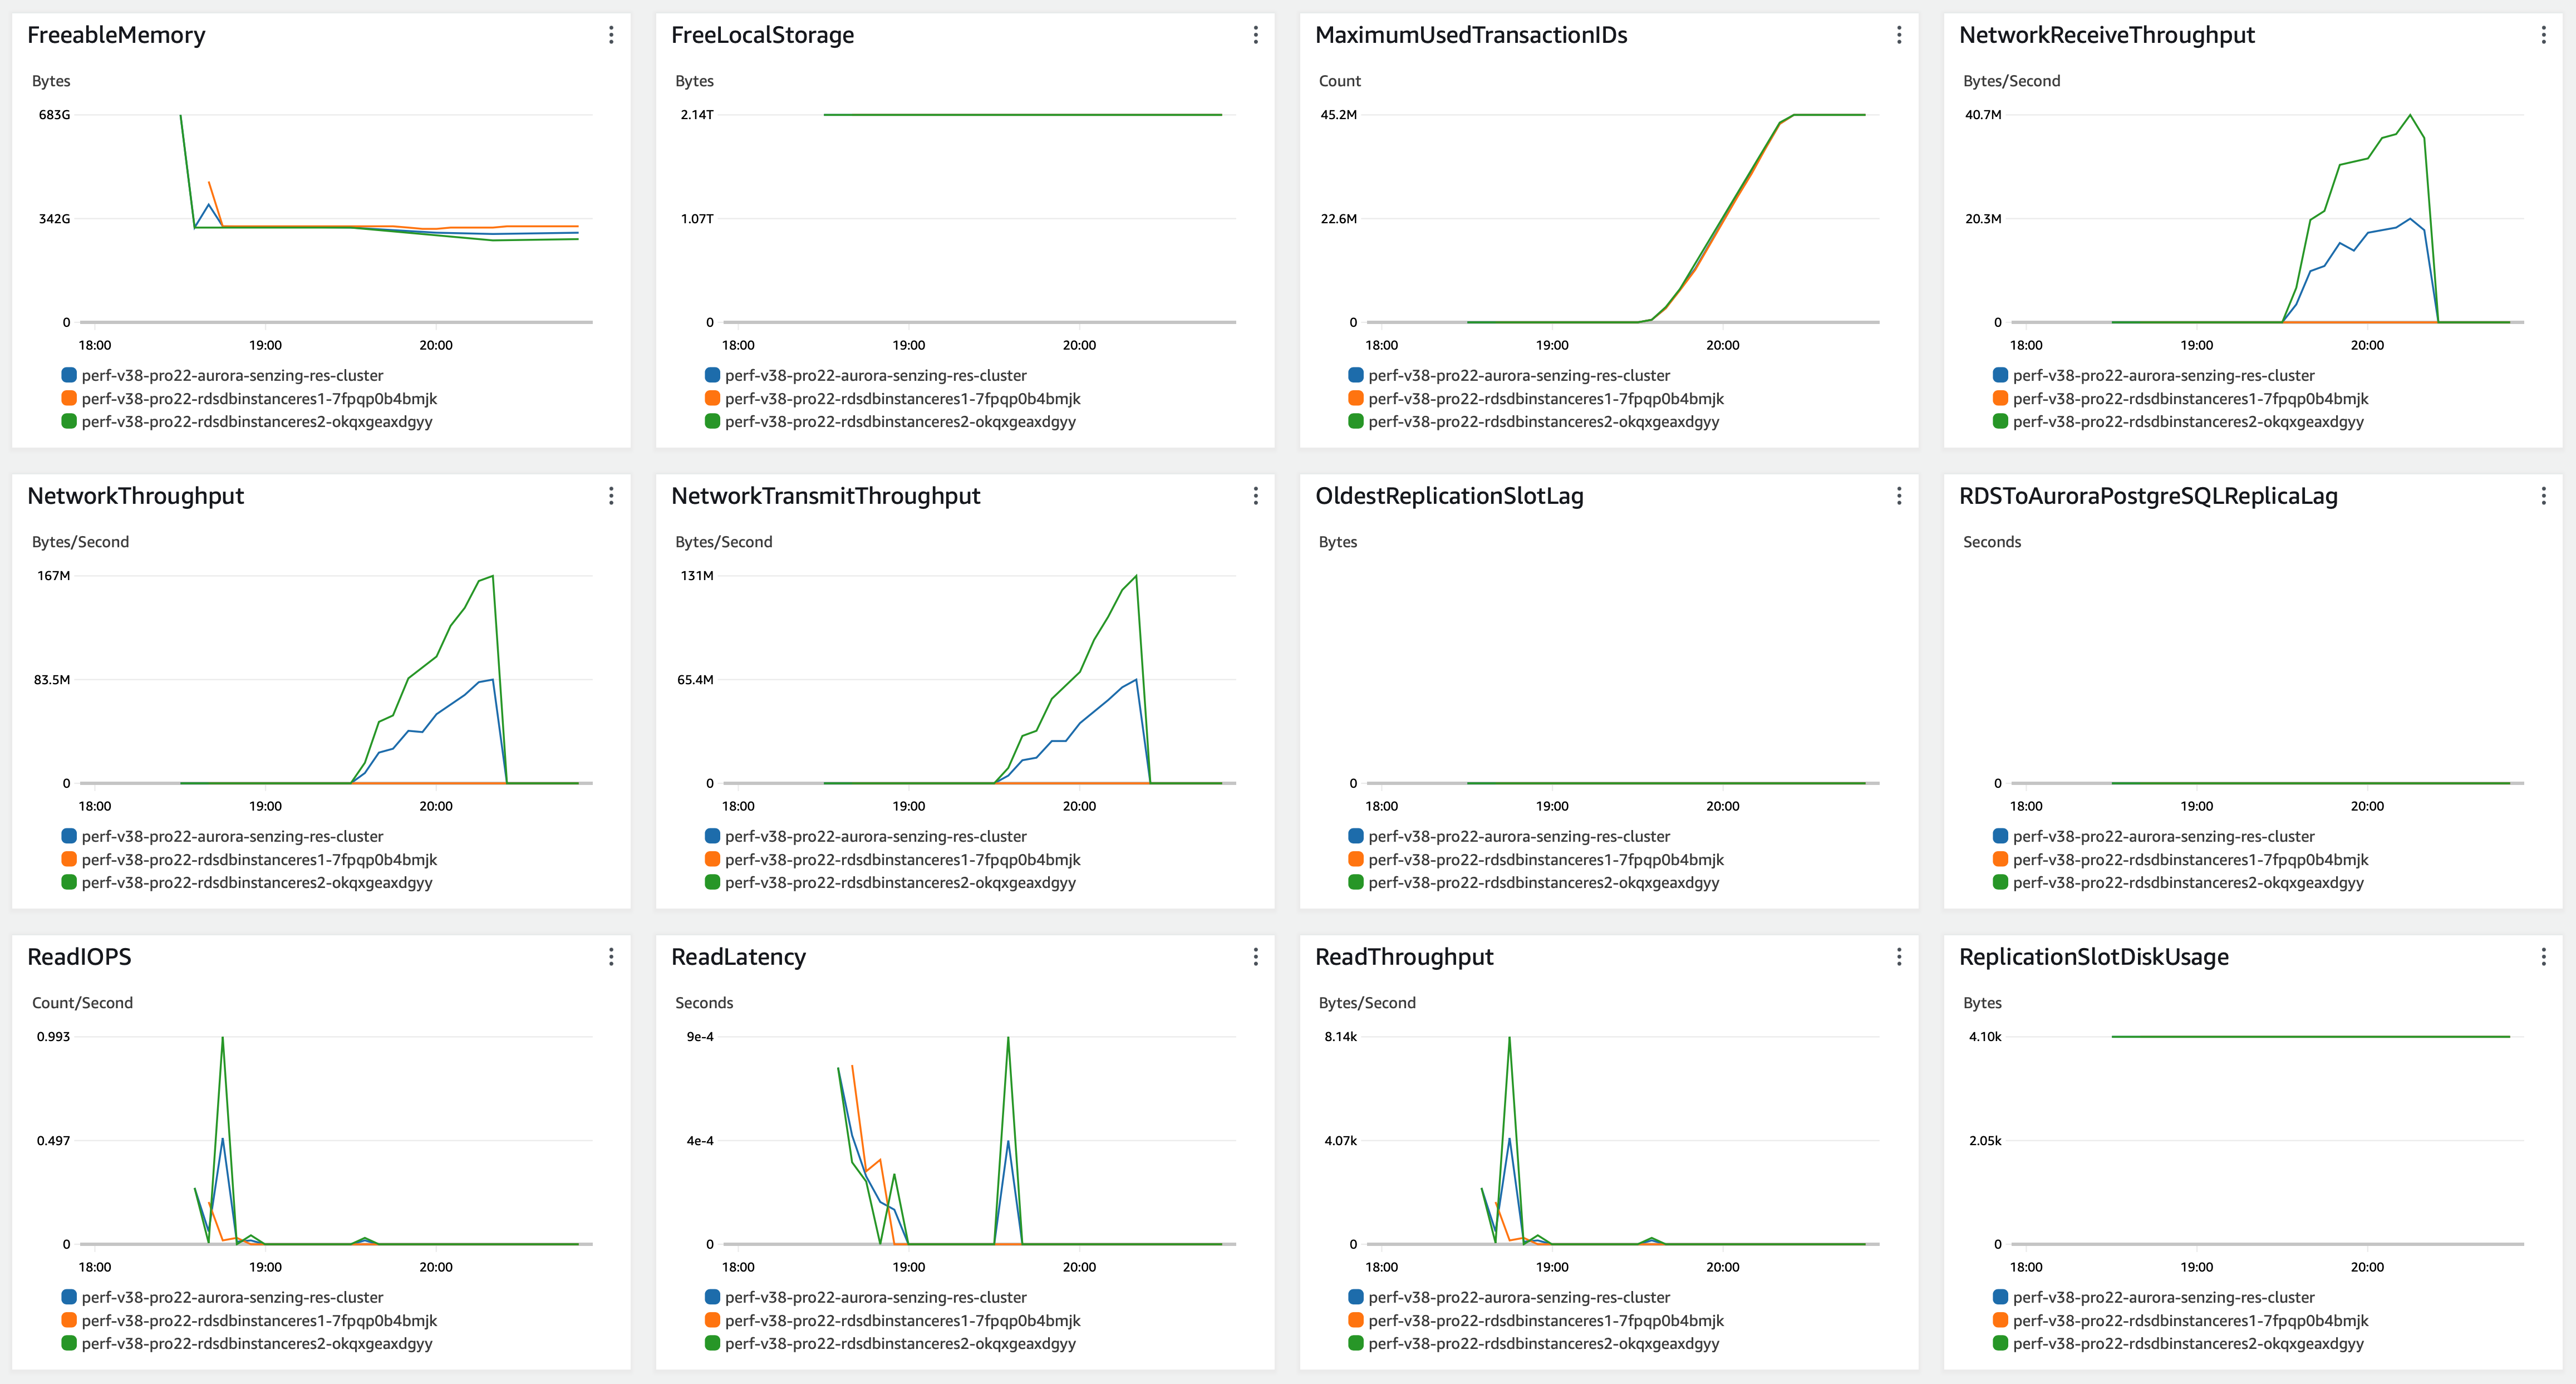 FreeableMemory
Bytes
683G
342G
0
18:00 19:00 20:00
perf-v38-pro22-aurora-senzing-res-cluster
perf-v38-pro22-rdsdbinstanceres1-7fpqp0b4bmjk
perf-v38-pro22-rdsdbinstanceres2-okqxgeaxdgyy
FreeLocalStorage
Bytes
2.14T
1.07T
0
18:00 19:00 20:00
perf-v38-pro22-aurora-senzing-res-cluster
perf-v38-pro22-rdsdbinstanceres1-7fpqp0b4bmjk
perf-v38-pro22-rdsdbinstanceres2-okqxgeaxdgyy
MaximumUsedTransactionIDs
Count
45.2M
22.6M
0
18:00 19:00 20:00
perf-v38-pro22-aurora-senzing-res-cluster
perf-v38-pro22-rdsdbinstanceres1-7fpqp0b4bmjk
perf-v38-pro22-rdsdbinstanceres2-okqxgeaxdgyy
NetworkReceiveThroughput
Bytes/Second
40.7M
20.3M
0
18:00 19:00 20:00
perf-v38-pro22-aurora-senzing-res-cluster
perf-v38-pro22-rdsdbinstanceres1-7fpqp0b4bmjk
perf-v38-pro22-rdsdbinstanceres2-okqxgeaxdgyy
NetworkThroughput
Bytes/Second
167M
83.5M
0
18:00 19:00 20:00
perf-v38-pro22-aurora-senzing-res-cluster
perf-v38-pro22-rdsdbinstanceres1-7fpqp0b4bmjk
perf-v38-pro22-rdsdbinstanceres2-okqxgeaxdgyy
NetworkTransmitThroughput
Bytes/Second
131M
65.4M
0
18:00 19:00 20:00
perf-v38-pro22-aurora-senzing-res-cluster
perf-v38-pro22-rdsdbinstanceres1-7fpqp0b4bmjk
perf-v38-pro22-rdsdbinstanceres2-okqxgeaxdgyy
OldestReplicationSlotLag
Bytes
0
18:00 19:00 20:00
perf-v38-pro22-aurora-senzing-res-cluster
perf-v38-pro22-rdsdbinstanceres1-7fpqp0b4bmjk
perf-v38-pro22-rdsdbinstanceres2-okqxgeaxdgyy
RDSToAuroraPostgreSQLReplicaLag
Seconds
0
18:00 19:00 20:00
perf-v38-pro22-aurora-senzing-res-cluster
perf-v38-pro22-rdsdbinstanceres1-7fpqp0b4bmjk
perf-v38-pro22-rdsdbinstanceres2-okqxgeaxdgyy
ReadIOPS
Count/Second
0.993
0.497
0
18:00 19:00 20:00
perf-v38-pro22-aurora-senzing-res-cluster
perf-v38-pro22-rdsdbinstanceres1-7fpqp0b4bmjk
perf-v38-pro22-rdsdbinstanceres2-okqxgeaxdgyy
ReadLatency
Seconds
9e-4
4e-4
0
18:00 19:00 20:00
perf-v38-pro22-aurora-senzing-res-cluster
perf-v38-pro22-rdsdbinstanceres1-7fpqp0b4bmjk
perf-v38-pro22-rdsdbinstanceres2-okqxgeaxdgyy
ReadThroughput
Bytes/Second
8.14k
4.07k
0
18:00 19:00 20:00
perf-v38-pro22-aurora-senzing-res-cluster
perf-v38-pro22-rdsdbinstanceres1-7fpqp0b4bmjk
perf-v38-pro22-rdsdbinstanceres2-okqxgeaxdgyy
ReplicationSlotDiskUsage
Bytes
4.10k
2.05k
0
18:00 19:00 20:00
perf-v38-pro22-aurora-senzing-res-cluster
perf-v38-pro22-rdsdbinstanceres1-7fpqp0b4bmjk
perf-v38-pro22-rdsdbinstanceres2-okqxgeaxdgyy